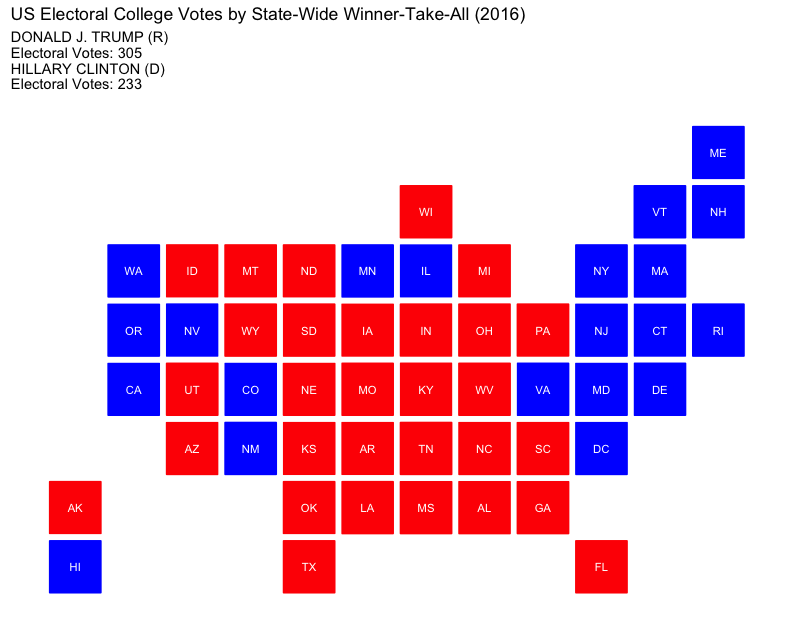 US Electoral College Votes by State-Wide Winner-Take-All (2016)
DONALD J. TRUMP (R)
Electoral Votes: 305
HILLARY CLINTON (D)
Electoral Votes: 233
ME
WI VT NH
WA ID MT ND MN IL MI NY MA
OR NV WY SD IA IN OH PA NJ CT RI
CA UT CO NE MO KY WV VA MD DE
AZ NM KS AR TN NC SC DC
AK OK LA MS AL GA
HI TX FL